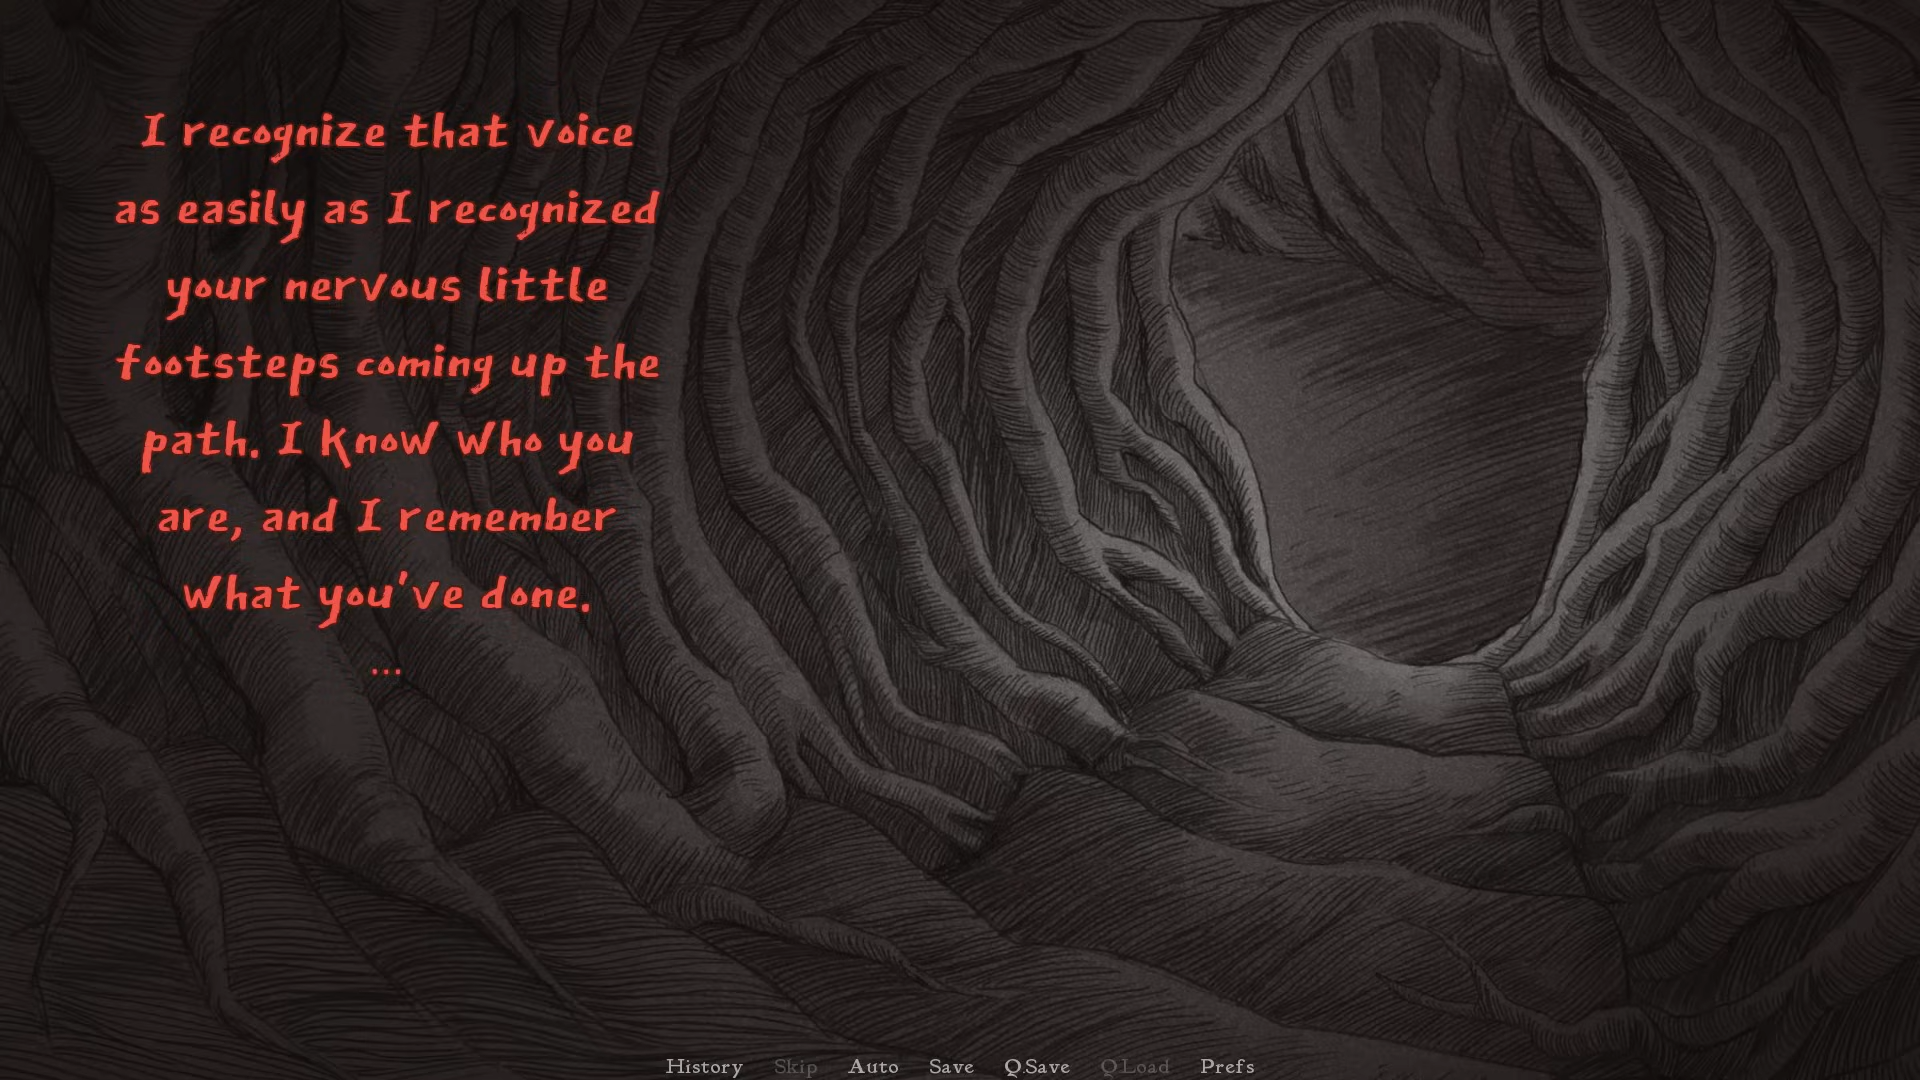 I recognize that voice
as easily as I recognized
your nervous little
footsteps coming up the
path. I know who you
are, and I remember
what you've done.
...
History Skip Auto Save Q.Save Q.Load Prefs